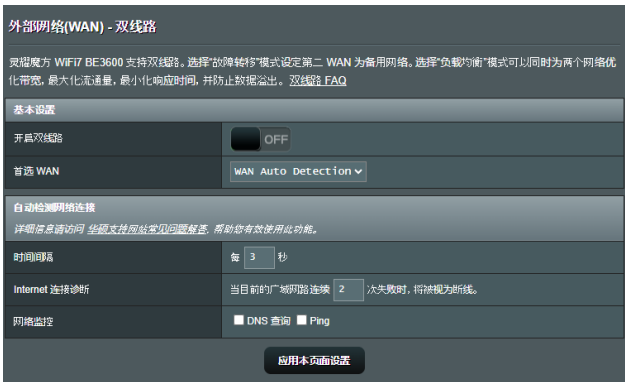 外部网络(WAN) - 双线路
灵耀魔方 WiFi7 BE3600 支持双线路。选择"故障转移"模式设定第二 WAN 为备用网络。选择"负载均衡"模式可以同时为两个网络优
化带宽, 最大化流通量, 最小化响应时间, 并防止数据溢出。 双线路 FAQ
基本设置
开启双线路 OFF
首选 WAN WAN Auto Detection
自动检测网络连接
详细信息请访问 华硕支持网站常见问题解答, 帮助您有效使用此功能。
时间间隔 每 3 秒
Internet 连接诊断 当目前的广域网路连续 2 次失败时, 将被视为断线。
网络监控 DNS 查询 Ping
应用本页面设置